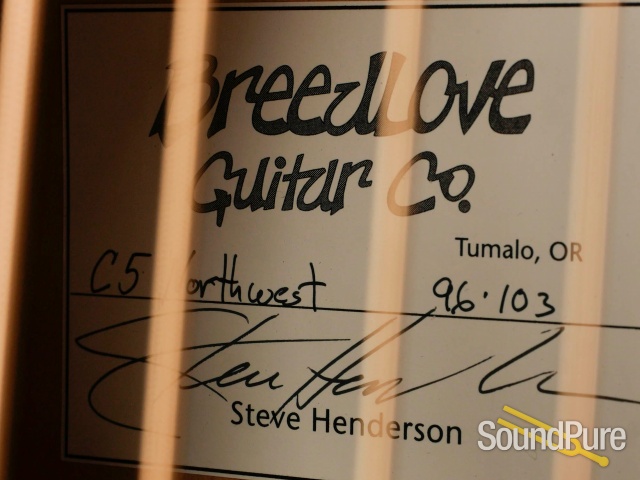 Breedlove
Guitar Co.
Tumalo, OR
C5 Northwest 96·103
Steve Henderson
SoundPure